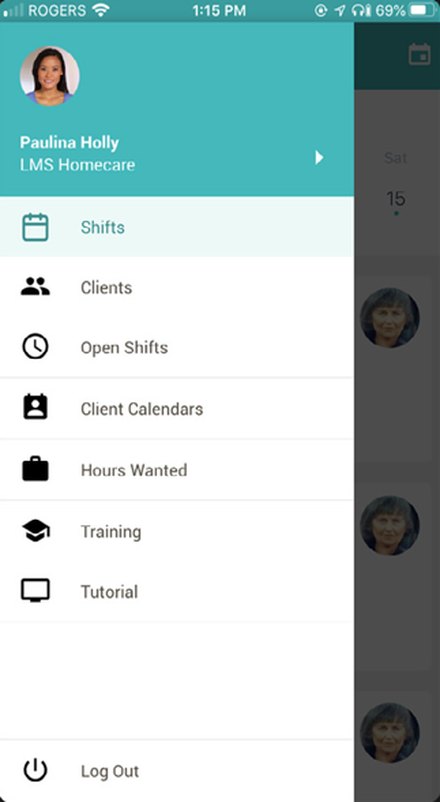 ROGERS 1:15 PM 69%
Paulina Holly
LMS Homecare
Sat
15
Shifts
Clients
Open Shifts
Client Calendars
Hours Wanted
Training
Tutorial
Log Out